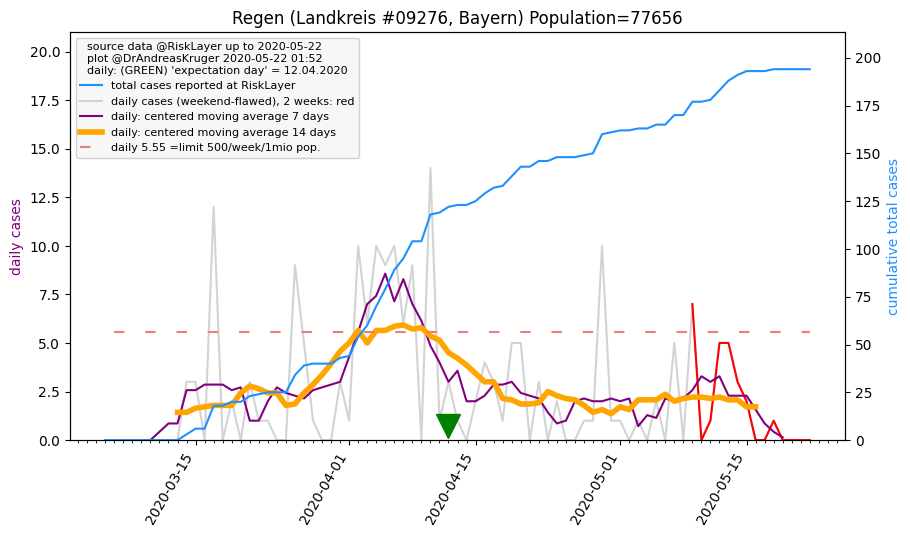 Regen (Landkreis #09276, Bayern) Population=77656
source data @RiskLayer up to 2020-05-22
plot @DrAndreasKruger 2020-05-22 01:52
daily: (GREEN) 'expectation day' = 12.04.2020
total cases reported at RiskLayer
daily cases (weekend-flawed), 2 weeks: red
daily: centered moving average 7 days
daily: centered moving average 14 days
daily 5.55 =limit 500/week/1mio pop.
daily cases
20.0
17.5
15.0
12.5
10.0
7.5
5.0
2.5
0.0
200
175
150
125
100
75
50
25
0
cumulative total cases
2020-03-15
2020-04-01
2020-04-15
2020-05-01
2020-05-15